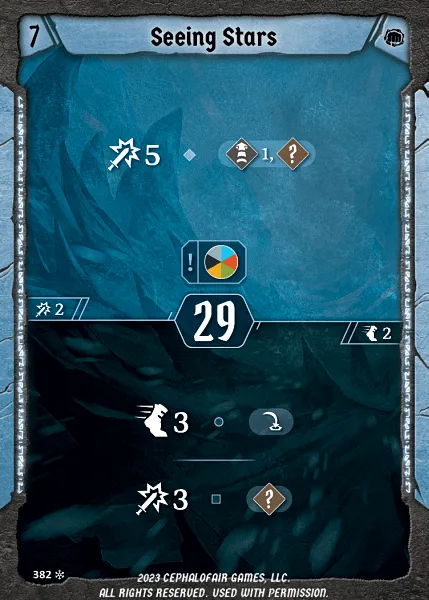 7 Seeing Stars
5 1, ?
!
2
29
2
3
3 ?
382
2023 CEPHALOFAIR GAMES, LLC.
ALL RIGHTS RESERVED. USED WITH PERMISSION.